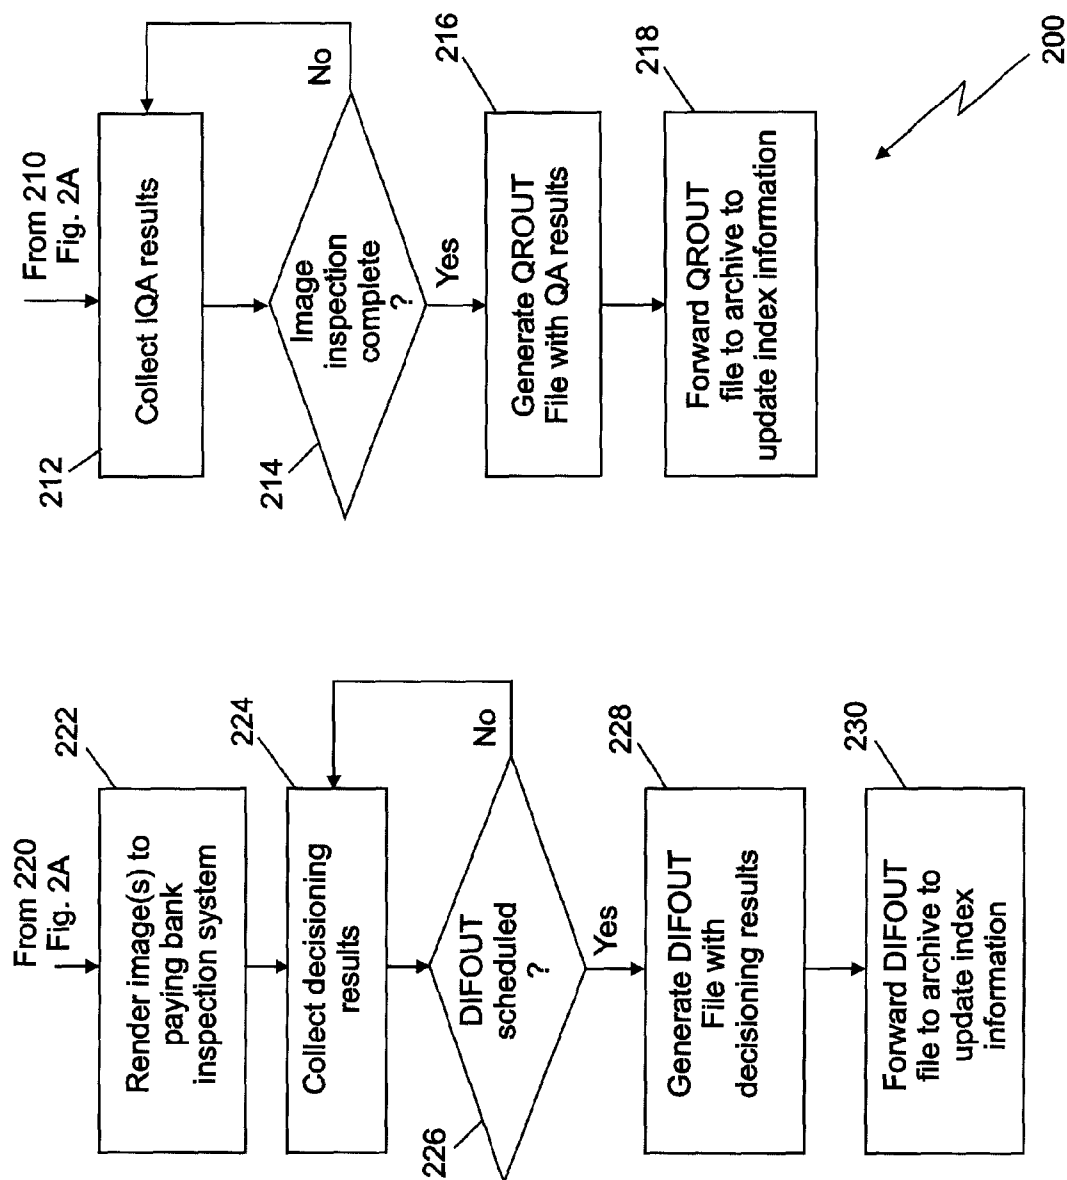 From 220
Fig. 2A
222
Render image(s) to
paying bank
inspection system
224
Collect decisioning
results
DIFOUT
scheduled
?
No
226
Yes
228
Generate DIFOUT
File with
decisioning results
230
Forward DIFOUT
file to archive to
update index
information
From 210
Fig. 2A
Collect IQA results
212
Image
inspection
complete
?
No
214
Yes
216
Generate QROUT
File with QA results
218
Forward QROUT
file to archive to
update index information
200